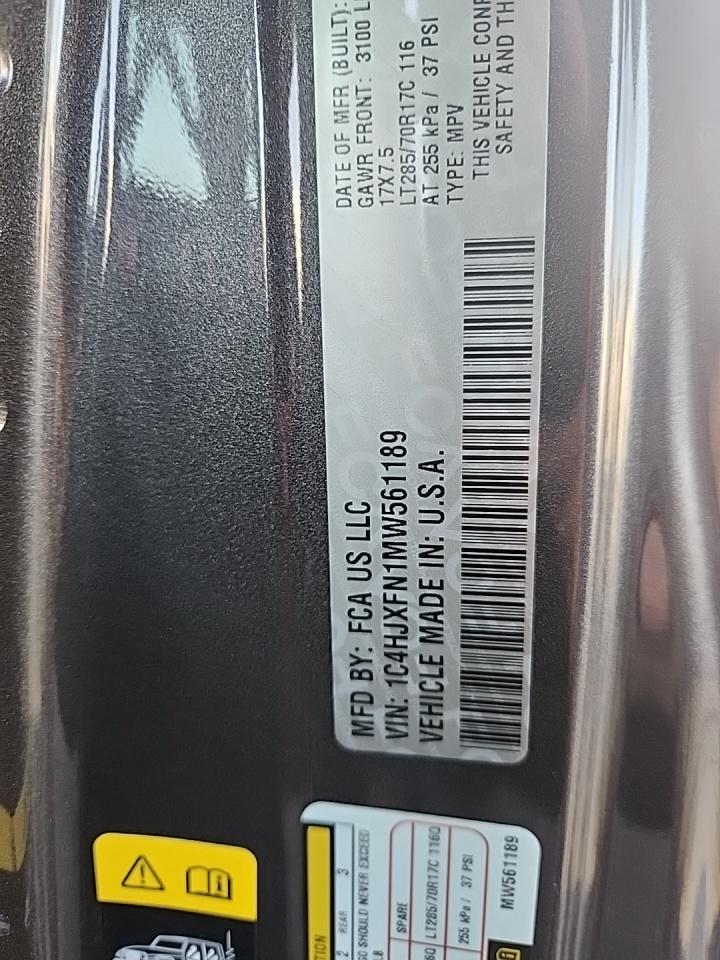 MFD BY: FCA US LLC
VIN: 1C4HJXFN1MW561189
VEHICLE MADE IN: U.S.A.
DATE OF MFR (BUILT):
GAWR FRONT: 3100 L
17X7.5
LT285/70R17C 116
AT 255 kPa / 37 PSI
TYPE: MPV
THIS VEHICLE CONF
SAFETY AND TH
TION
2 REAR 3
SHOULD NEVER EXCEED
SPARE
LT285/70R17C 116Q
255 kPa / 37 PSI
MW561189